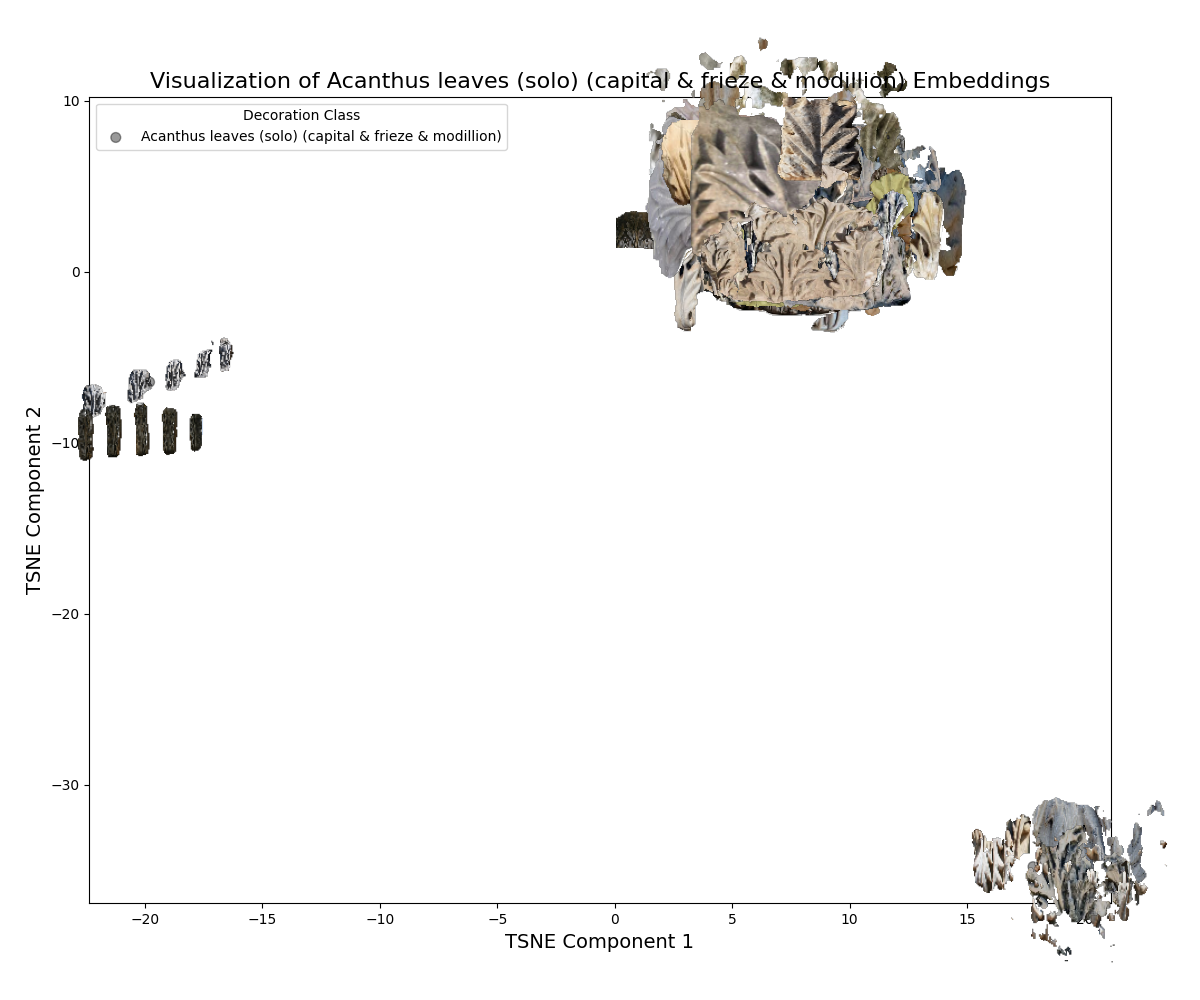 Visualization of Acanthus leaves (solo) (capital & frieze & modillion) Embeddings
Decoration Class
Acanthus leaves (solo) (capital & frieze & modillion)
10
0
−10
−20
−30
TSNE Component 2
−20
−15
−10
−5
0
5
10
15
20
TSNE Component 1